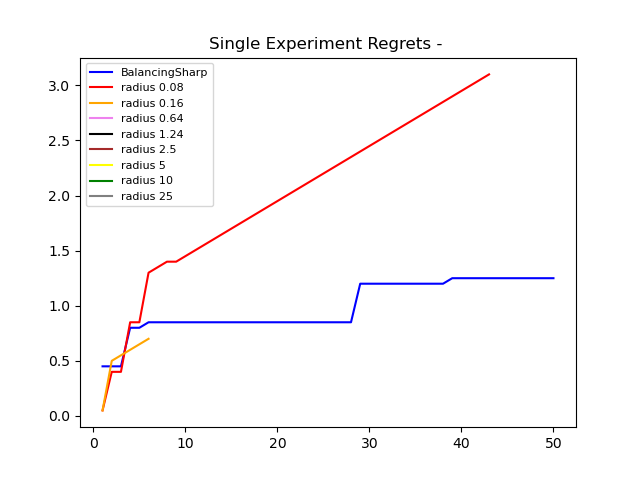 Single Experiment Regrets -
BalancingSharp
radius 0.08
radius 0.16
radius 0.64
radius 1.24
radius 2.5
radius 5
radius 10
radius 25
3.0
2.5
2.0
1.5
1.0
0.5
0.0
0 10 20 30 40 50